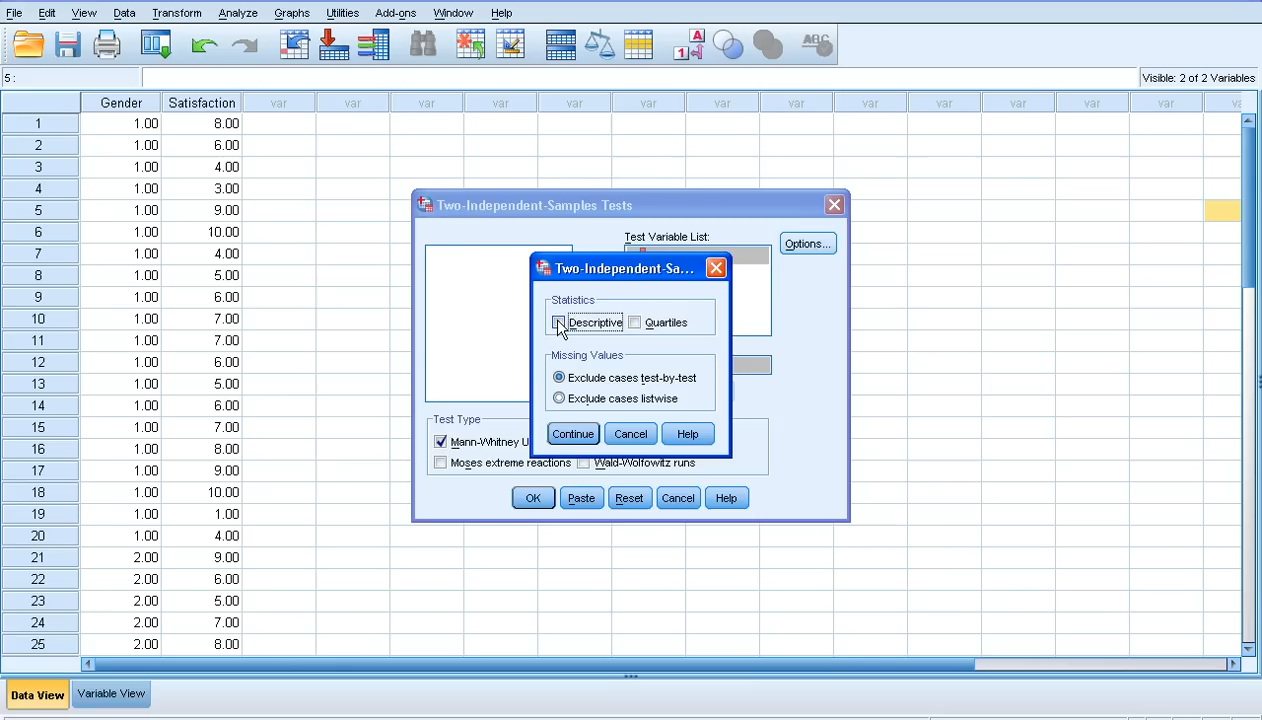 File Edit View Data Transform Analyze Graphs Utilities Add-ons Window Help
1 A ABC
5 : Visible: 2 of 2 Variables
Gender Satisfaction var var var var var var var var var var var var var
1 1.00 8.00
2 1.00 6.00
3 1.00 4.00
4 1.00 3.00
5 1.00 9.00
6 1.00 10.00
7 1.00 4.00
8 1.00 5.00
9 1.00 6.00
10 1.00 7.00
11 1.00 7.00
12 1.00 6.00
13 1.00 5.00
14 1.00 6.00
15 1.00 7.00
16 1.00 8.00
17 1.00 9.00
18 1.00 10.00
19 1.00 1.00
20 1.00 4.00
21 2.00 9.00
22 2.00 6.00
23 2.00 5.00
24 2.00 7.00
25 2.00 8.00
Two-Independent-Samples Tests
Test Variable List:
Options...
Two-Independent-Sa...
Statistics
Descriptive Quartiles
Missing Values
Exclude cases test-by-test
Exclude cases listwise
Continue Cancel Help
Test Type
Mann-Whitney U
Moses extreme reactions Wald-Wolfowitz runs
OK Paste Reset Cancel Help
Data View Variable View